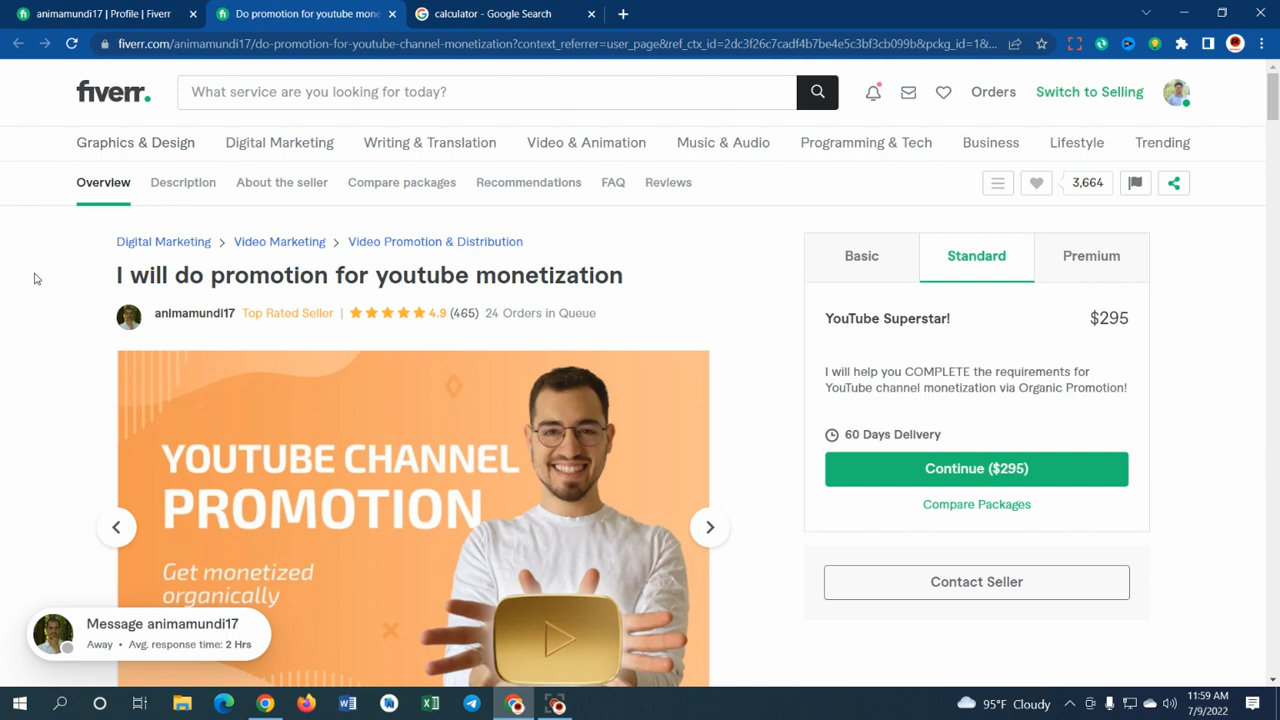 animamundi17 | Profile | Fiverr
Do promotion for youtube mone
calculator - Google Search
fiverr.com/animamundi17/do-promotion-for-youtube-channel-monetization?context_referrer=user_page&ref_ctx_id=2dc3f26c7cadf4b7be4e5c3bf3cb099b&pckg_id=1&...
fiverr.
What service are you looking for today?
Orders
Switch to Selling
Graphics & Design
Digital Marketing
Writing & Translation
Video & Animation
Music & Audio
Programming & Tech
Business
Lifestyle
Trending
Overview
Description
About the seller
Compare packages
Recommendations
FAQ
Reviews
3,664
Digital Marketing > Video Marketing > Video Promotion & Distribution
I will do promotion for youtube monetization
animamundi17 Top Rated Seller | 4.9 (465) 24 Orders in Queue
YOUTUBE CHANNEL
PROMOTION
Get monetized
organically
Message animamundi17
Away • Avg. response time: 2 Hrs
Basic
Standard
Premium
YouTube Superstar!
$295
I will help you COMPLETE the requirements for
YouTube channel monetization via Organic Promotion!
60 Days Delivery
Continue ($295)
Compare Packages
Contact Seller
95°F Cloudy
11:59 AM
7/9/2022